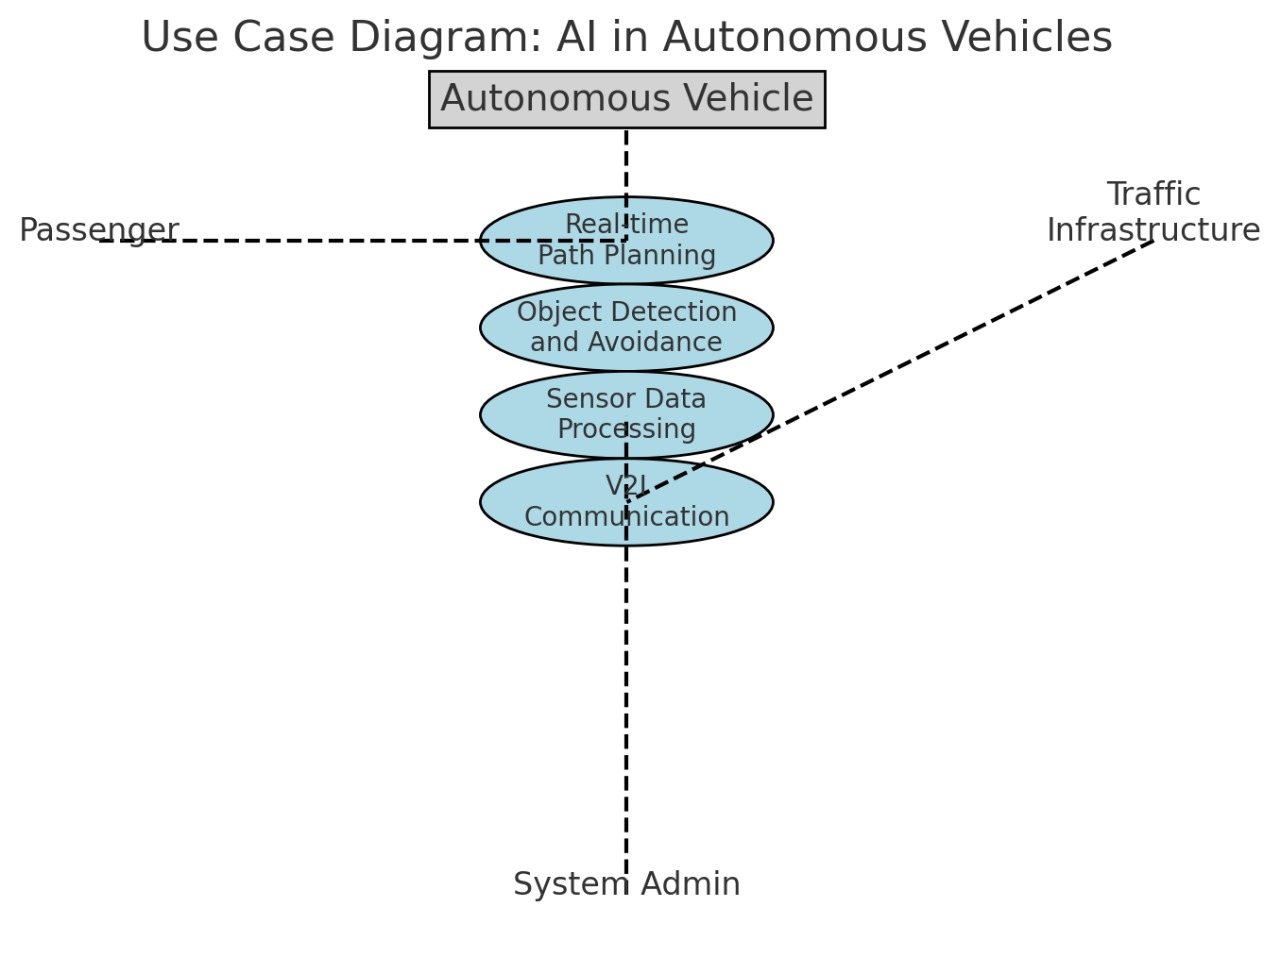 Use Case Diagram: AI in Autonomous Vehicles
Autonomous Vehicle
Passenger
Traffic
Infrastructure
Real-time
Path Planning
Object Detection
and Avoidance
Sensor Data
Processing
V2I
Communication
System Admin